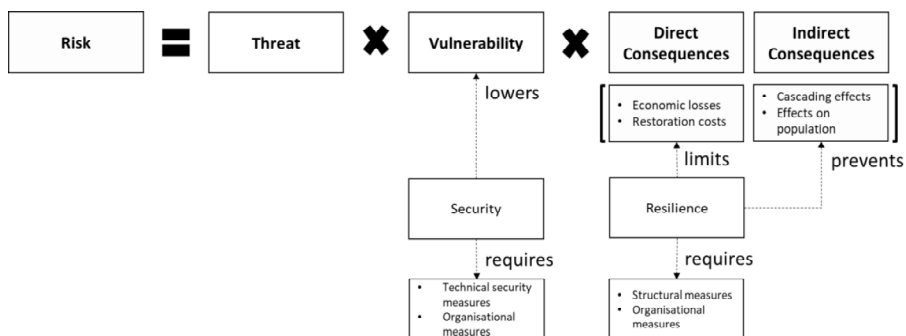 Risk
Threat
Vulnerability
Direct
Consequences
Indirect
Consequences
lowers
• Economic losses
• Restoration costs
• Cascading effects
• Effects on
population
limits
prevents
Security
Resilience
requires
requires
• Technical security
measures
• Organisational
measures
• Structural measures
• Organisational
measures